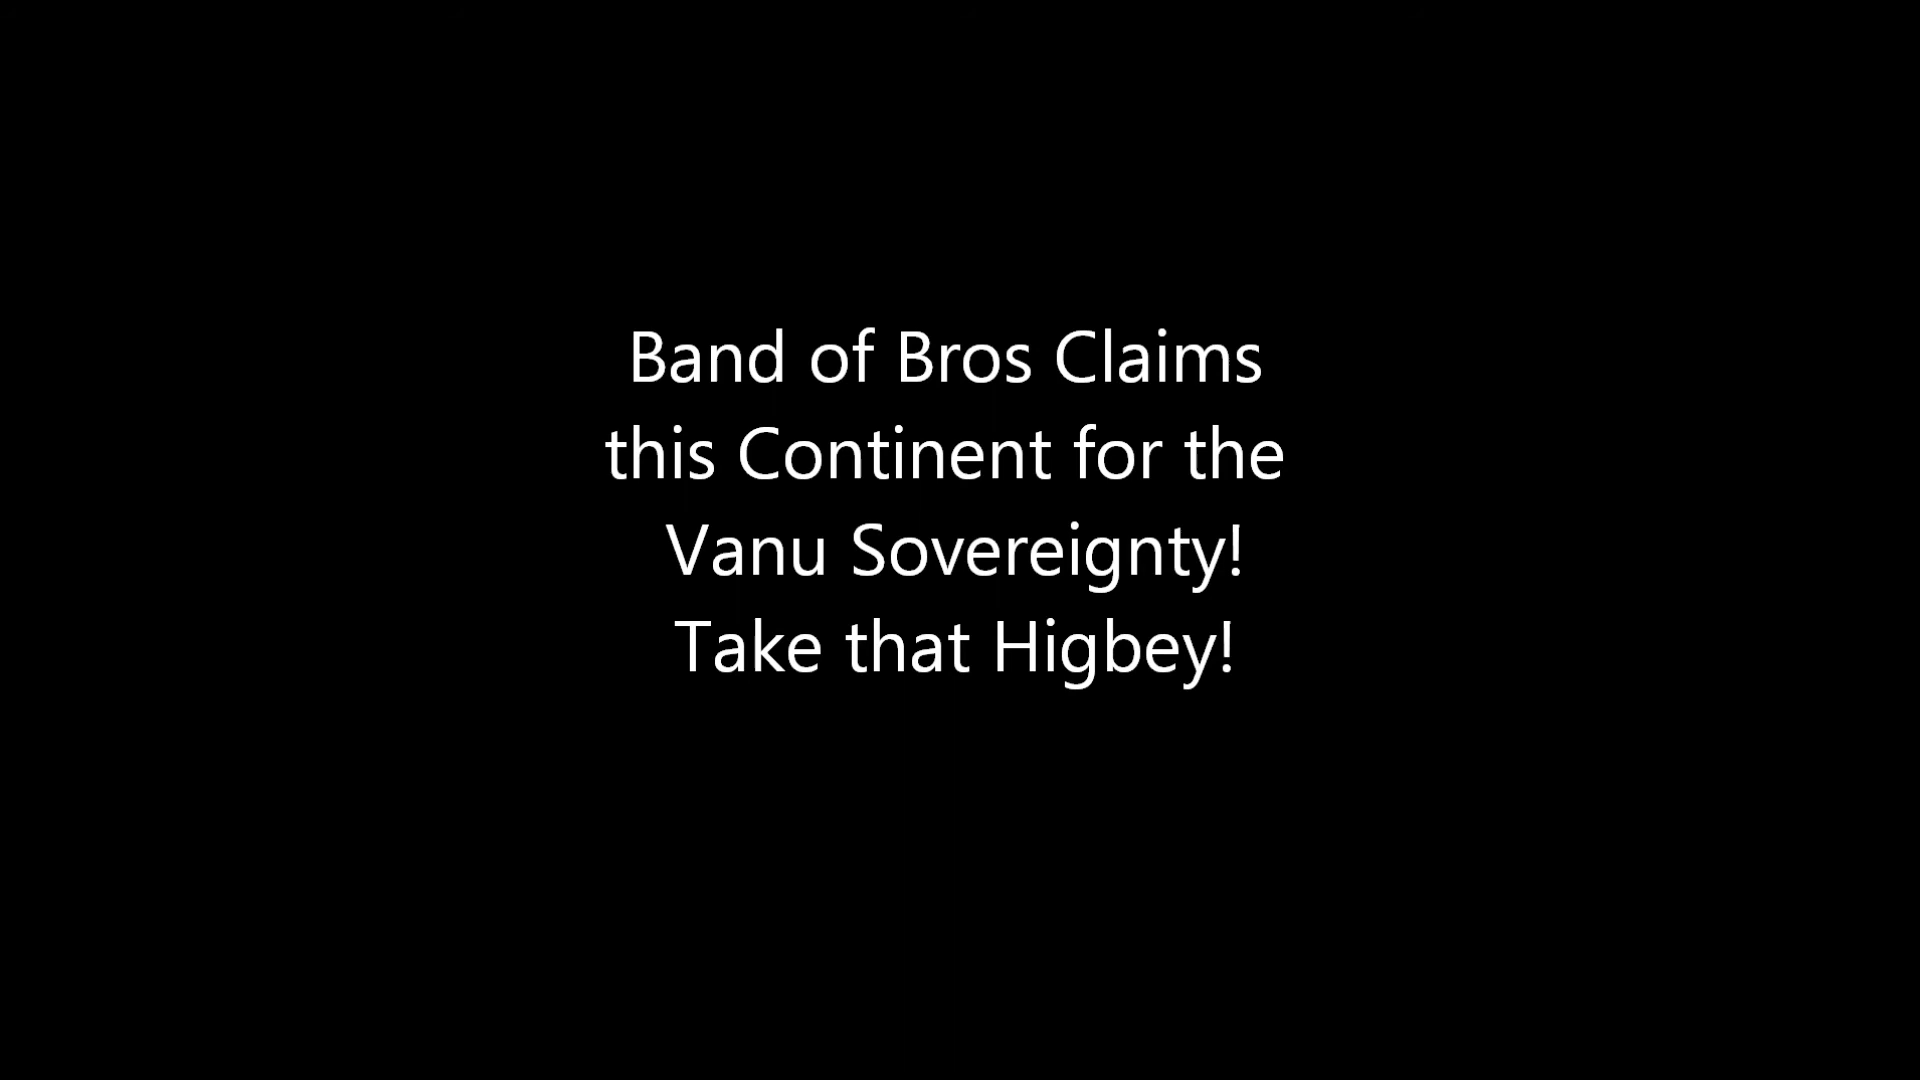 Band of Bros Claims
this Continent for the
Vanu Sovereignty!
Take that Higbey!